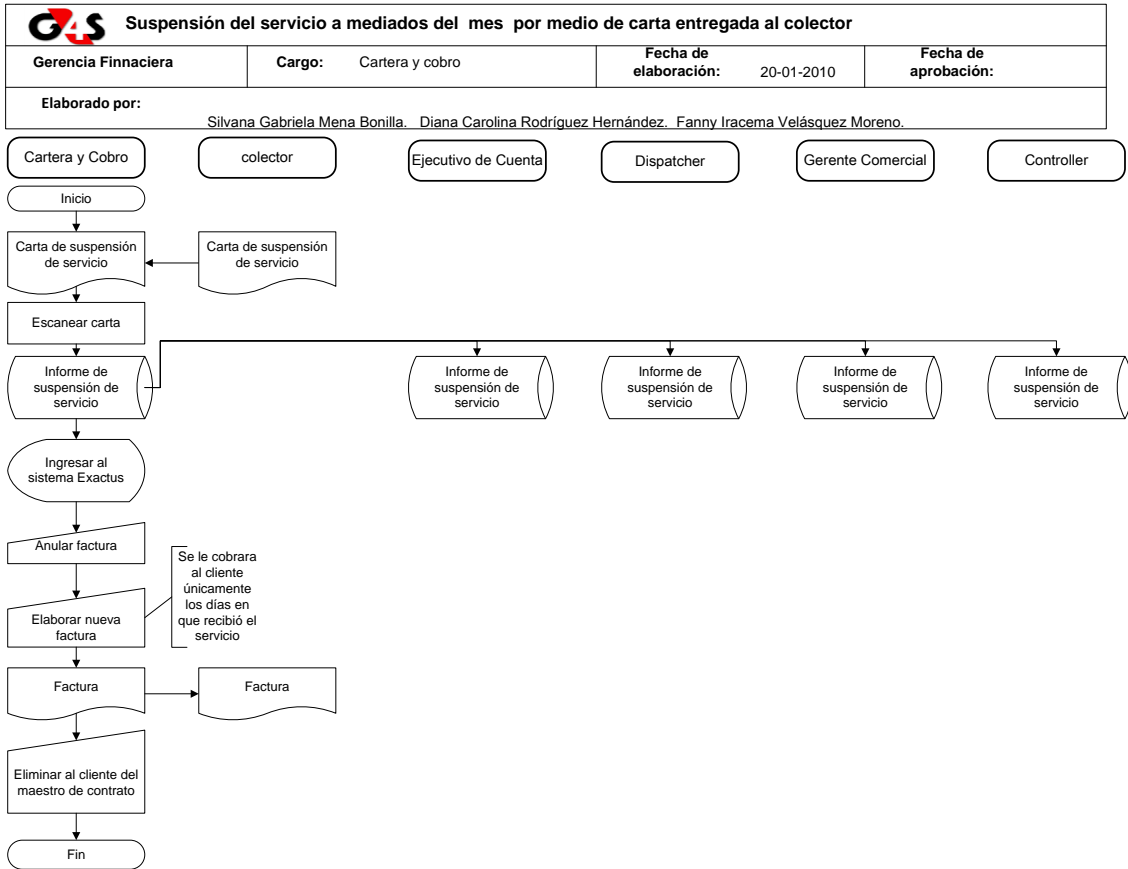 G4S
Suspensión del servicio a mediados del mes por medio de carta entregada al colector
Gerencia Finnaciera
Cargo: Cartera y cobro
Fecha de
elaboración: 20-01-2010
Fecha de
aprobación:
Elaborado por:
Silvana Gabriela Mena Bonilla. Diana Carolina Rodríguez Hernández. Fanny Iracema Velásquez Moreno.
Cartera y Cobro
colector
Ejecutivo de Cuenta
Dispatcher
Gerente Comercial
Controller
Inicio
Carta de suspensión
de servicio
Carta de suspensión
de servicio
Escanear carta
Informe de
suspensión de
servicio
Informe de
suspensión de
servicio
Informe de
suspensión de
servicio
Informe de
suspensión de
servicio
Informe de
suspensión de
servicio
Ingresar al
sistema Exactus
Anular factura
Se le cobrara
al cliente
únicamente
los días en
que recibió el
servicio
Elaborar nueva
factura
Factura
Factura
Eliminar al cliente del
maestro de contrato
Fin